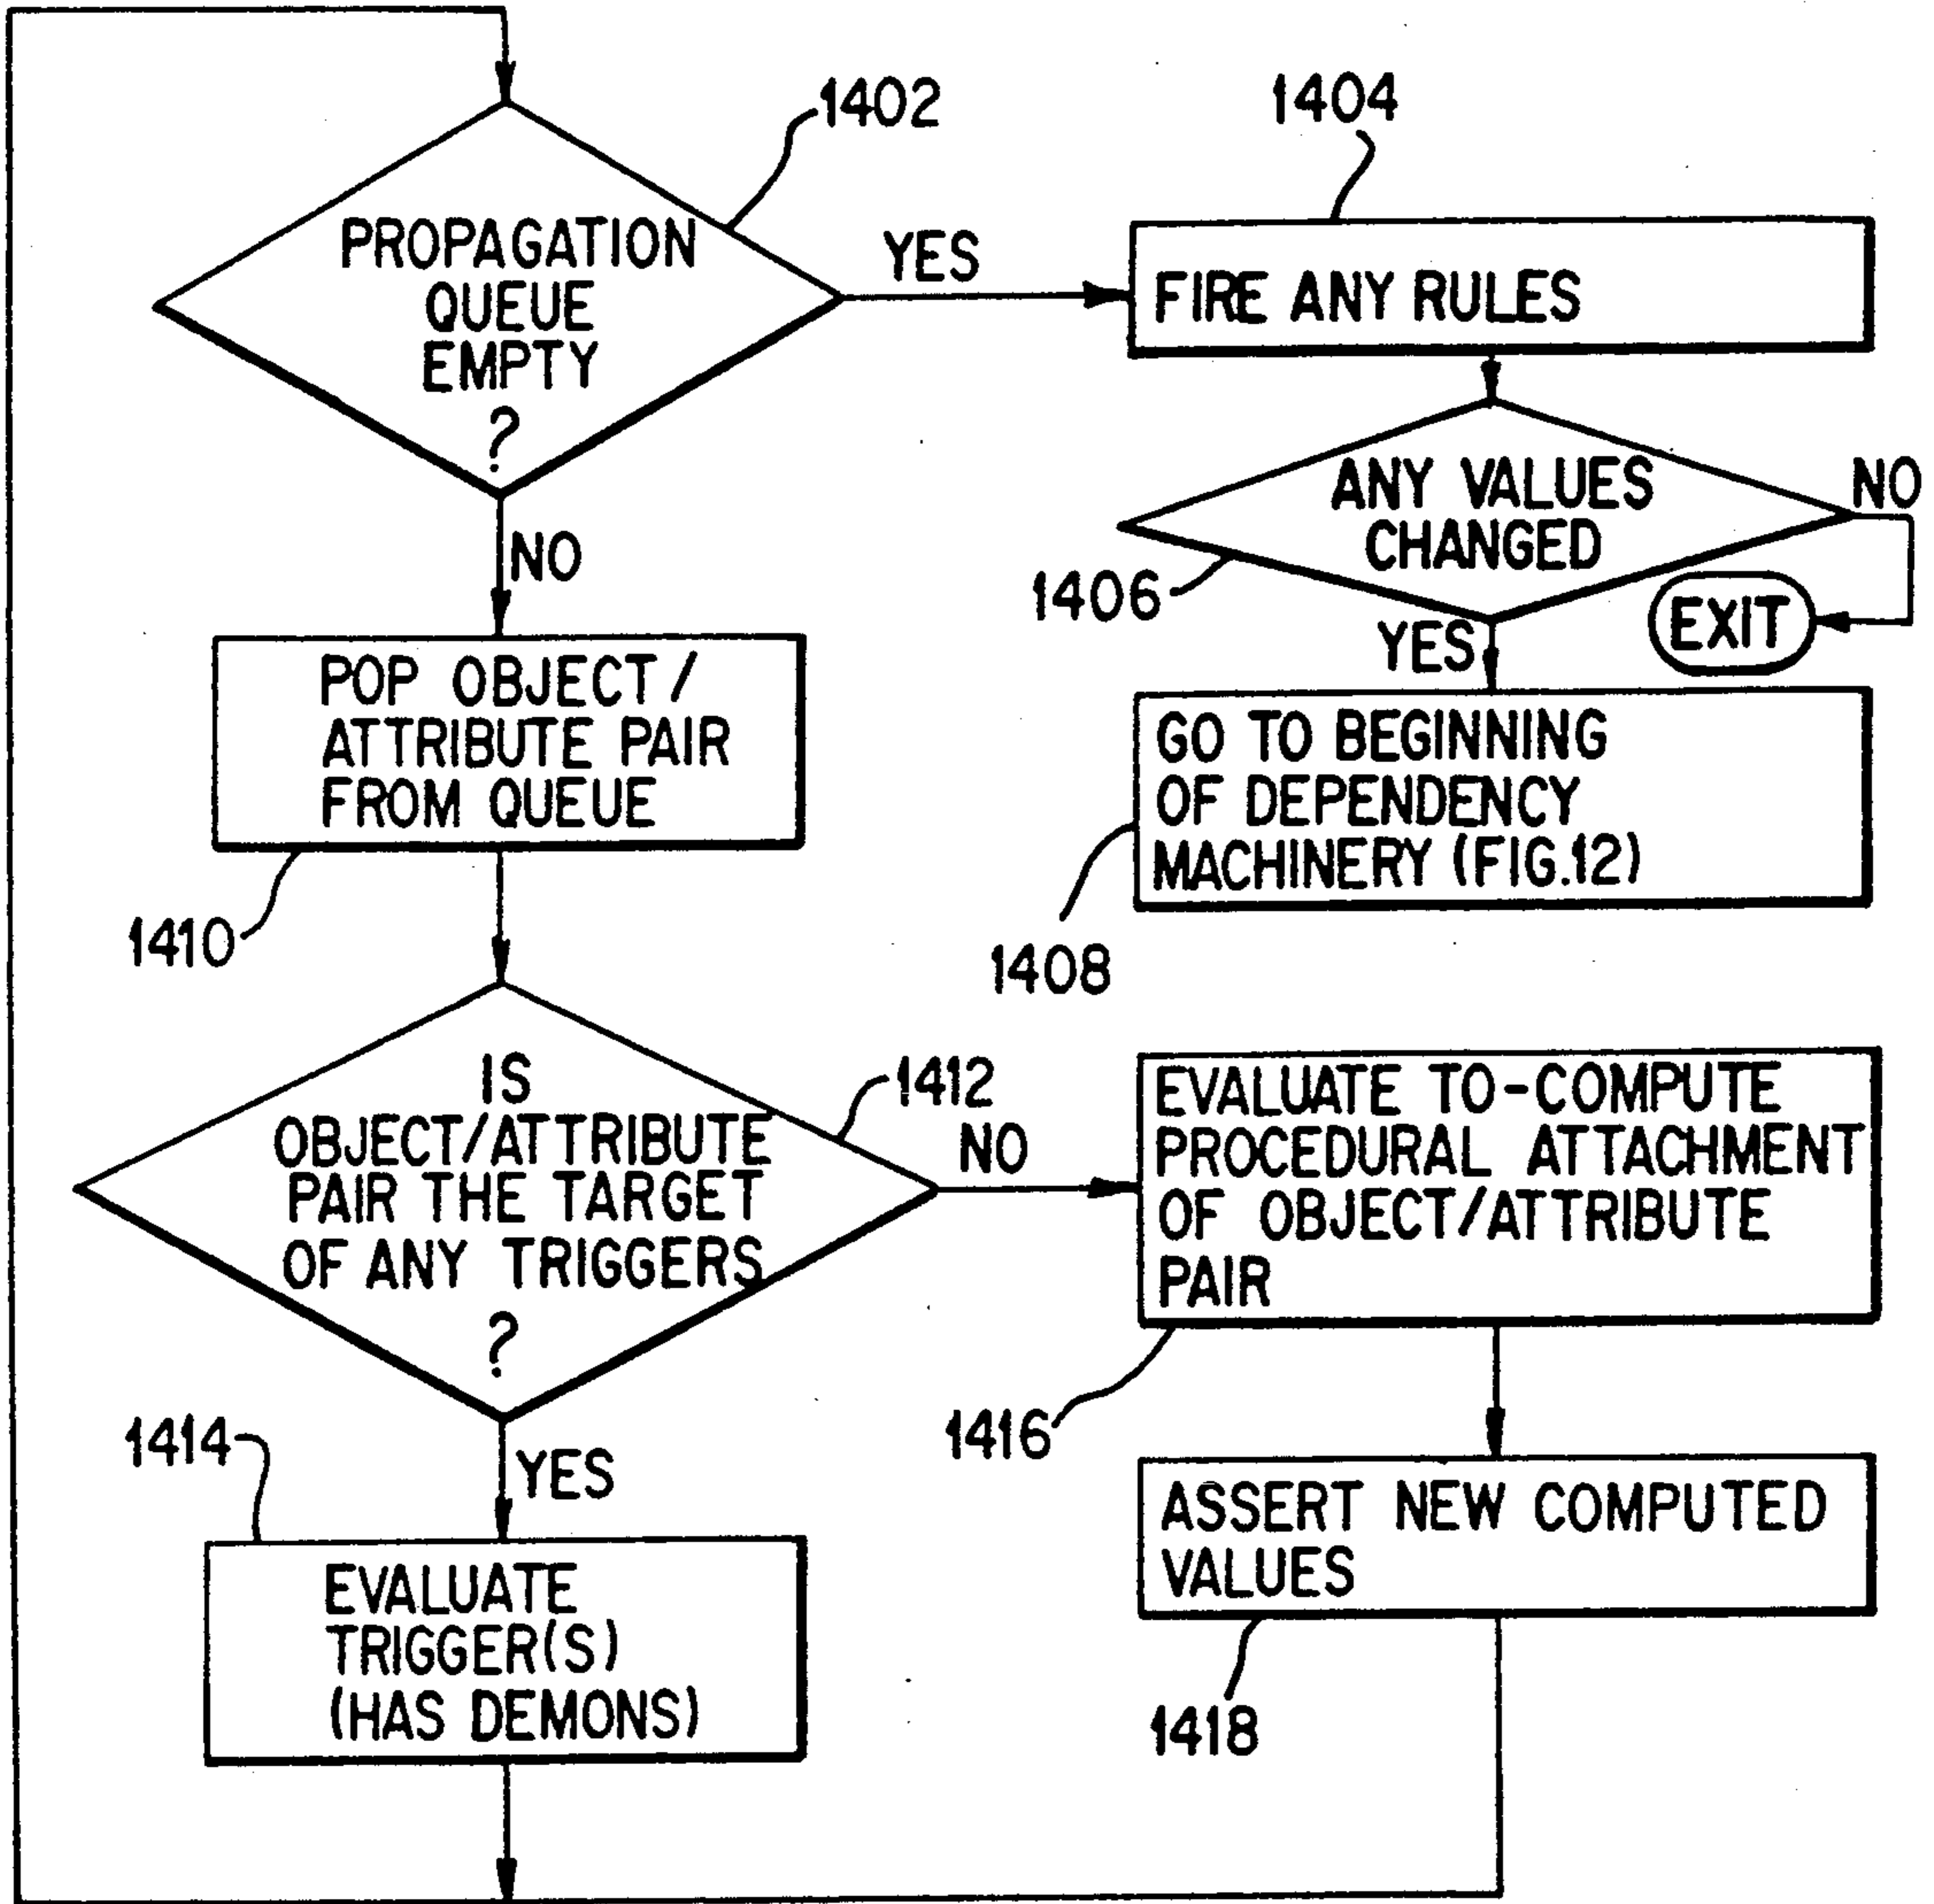 1402
PROPAGATION
QUEUE
EMPTY
?
YES
1404
FIRE ANY RULES
ANY VALUES
CHANGED
NO
1406
EXIT
YES
GO TO BEGINNING
OF DEPENDENCY
MACHINERY (FIG.12)
1408
NO
POP OBJECT/
ATTRIBUTE PAIR
FROM QUEUE
1410
IS
OBJECT/ATTRIBUTE
PAIR THE TARGET
OF ANY TRIGGERS
?
1412
NO
EVALUATE TO-COMPUTE
PROCEDURAL ATTACHMENT
OF OBJECT/ATTRIBUTE
PAIR
1416
ASSERT NEW COMPUTED
VALUES
1418
YES
1414
EVALUATE
TRIGGER(S)
(HAS DEMONS)